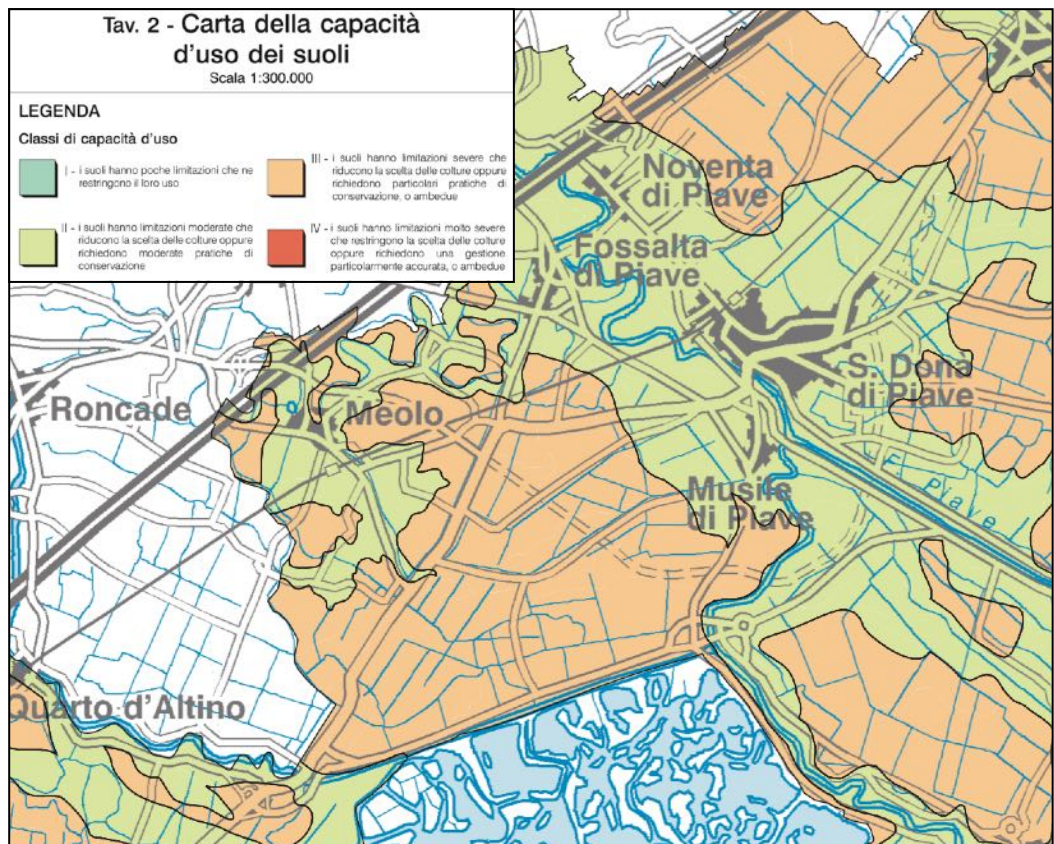 Tav. 2 - Carta della capacità
d'uso dei suoli
Scala 1:300.000
LEGENDA
Classi di capacità d'uso
I - i suoli hanno poche limitazioni che ne
restringono il loro uso
II - i suoli hanno limitazioni moderate che
riducono la scelta delle colture oppure
richiedono moderate pratiche di
conservazione
III - i suoli hanno limitazioni severe che
riducono la scelta delle colture oppure
richiedono particolari pratiche di
conservazione, o ambedue
IV - i suoli hanno limitazioni molto severe
che restringono la scelta delle colture
oppure richiedono una gestione
particolarmente accurata, o ambedue
Noventa
di Piave
Fossalta
di Piave
S. Donà
di Piave
Roncade
Meolo
Musile
di Piave
Piave
Quarto d'Altino